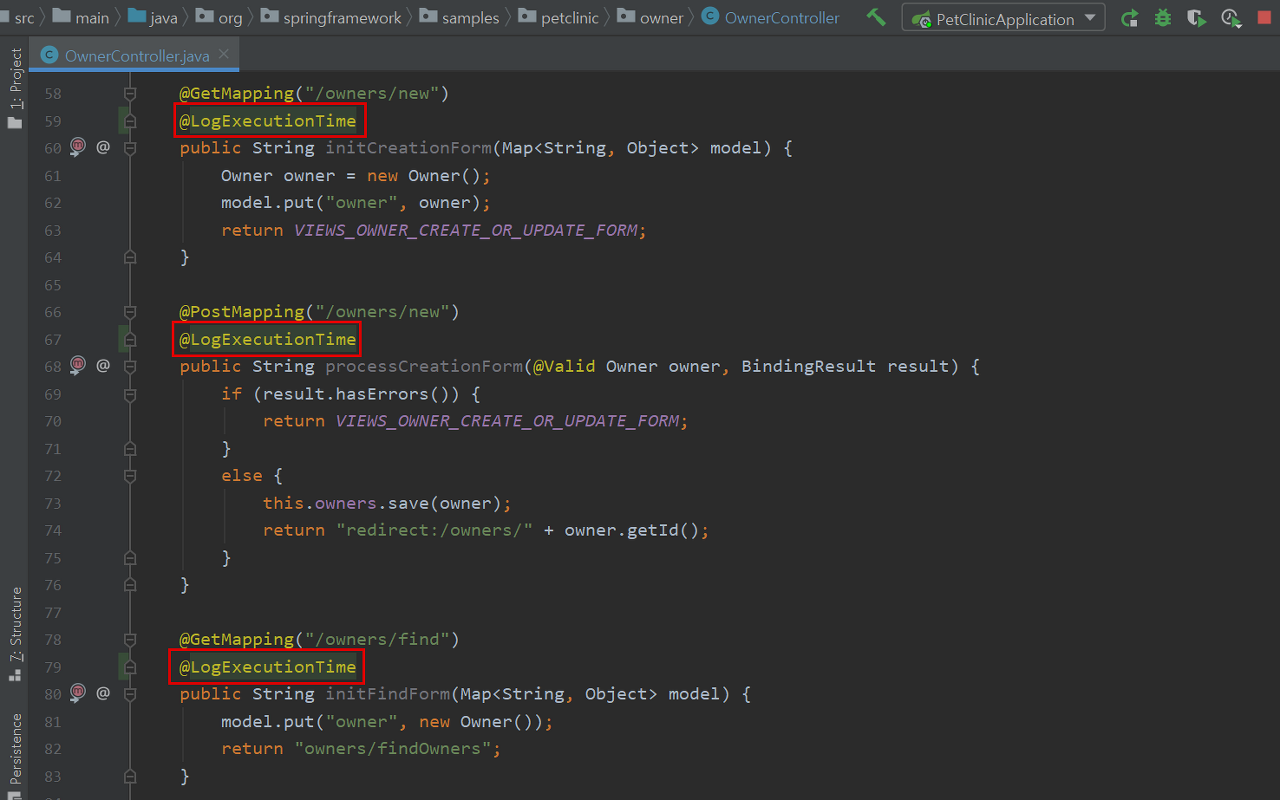 src main java org springframework samples petclinic owner OwnerController PetClinicApplication
OwnerController.java
1: Project
7: Structure
Persistence
58 @GetMapping("/owners/new")
59 @LogExecutionTime
60 @ public String initCreationForm(Map<String, Object> model) {
61 Owner owner = new Owner();
62 model.put("owner", owner);
63 return VIEWS_OWNER_CREATE_OR_UPDATE_FORM;
64 }
65
66 @PostMapping("/owners/new")
67 @LogExecutionTime
68 @ public String processCreationForm(@Valid Owner owner, BindingResult result) {
69 if (result.hasErrors()) {
70 return VIEWS_OWNER_CREATE_OR_UPDATE_FORM;
71 }
72 else {
73 this.owners.save(owner);
74 return "redirect:/owners/" + owner.getId();
75 }
76 }
77
78 @GetMapping("/owners/find")
79 @LogExecutionTime
80 @ public String initFindForm(Map<String, Object> model) {
81 model.put("owner", new Owner());
82 return "owners/findOwners";
83 }